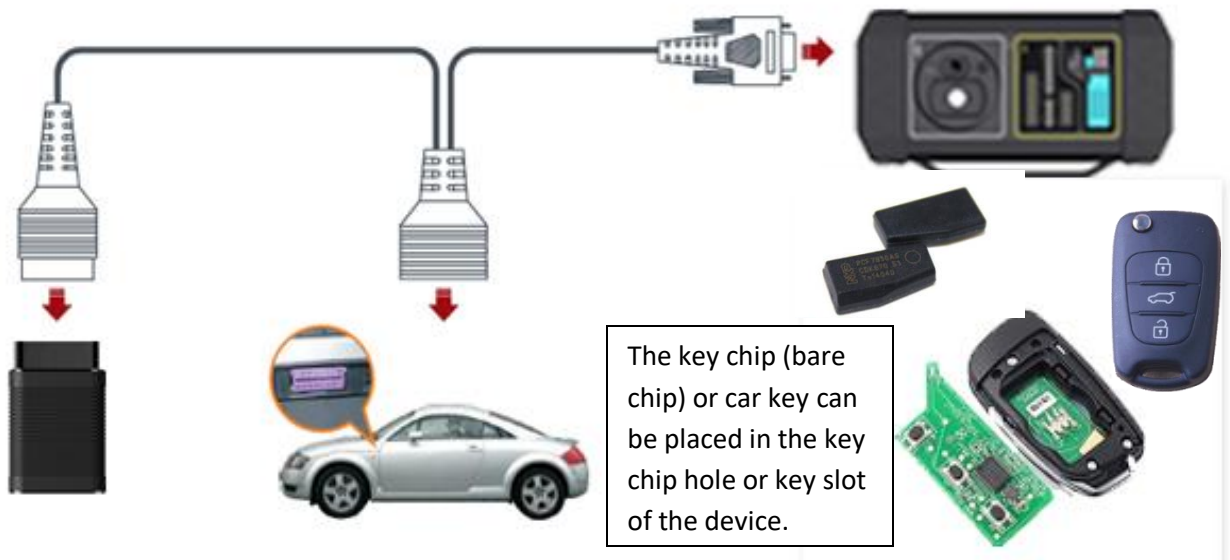 The key chip (bare
chip) or car key can
be placed in the key
chip hole or key slot
of the device.